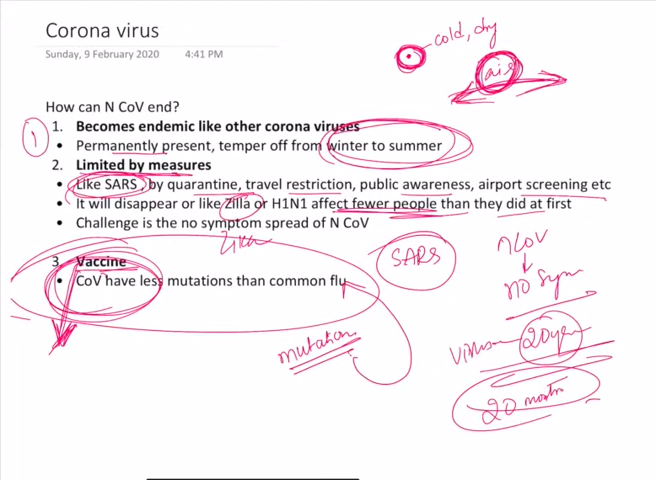 Corona virus
Sunday, 9 February 2020 4:41 PM
cold, dry
air
How can N CoV end?
1
1. Becomes endemic like other corona viruses
• Permanently present, temper off from winter to summer
2. Limited by measures
• Like SARS, by quarantine, travel restriction, public awareness, airport screening etc
• It will disappear or like Zilla or H1N1 affect fewer people than they did at first
• Challenge is the no symptom spread of N CoV
Zika
3. Vaccine
• CoV have less mutations than common flu
SARS
nCoV
no sym
mutation
Virus 20 year
20 months